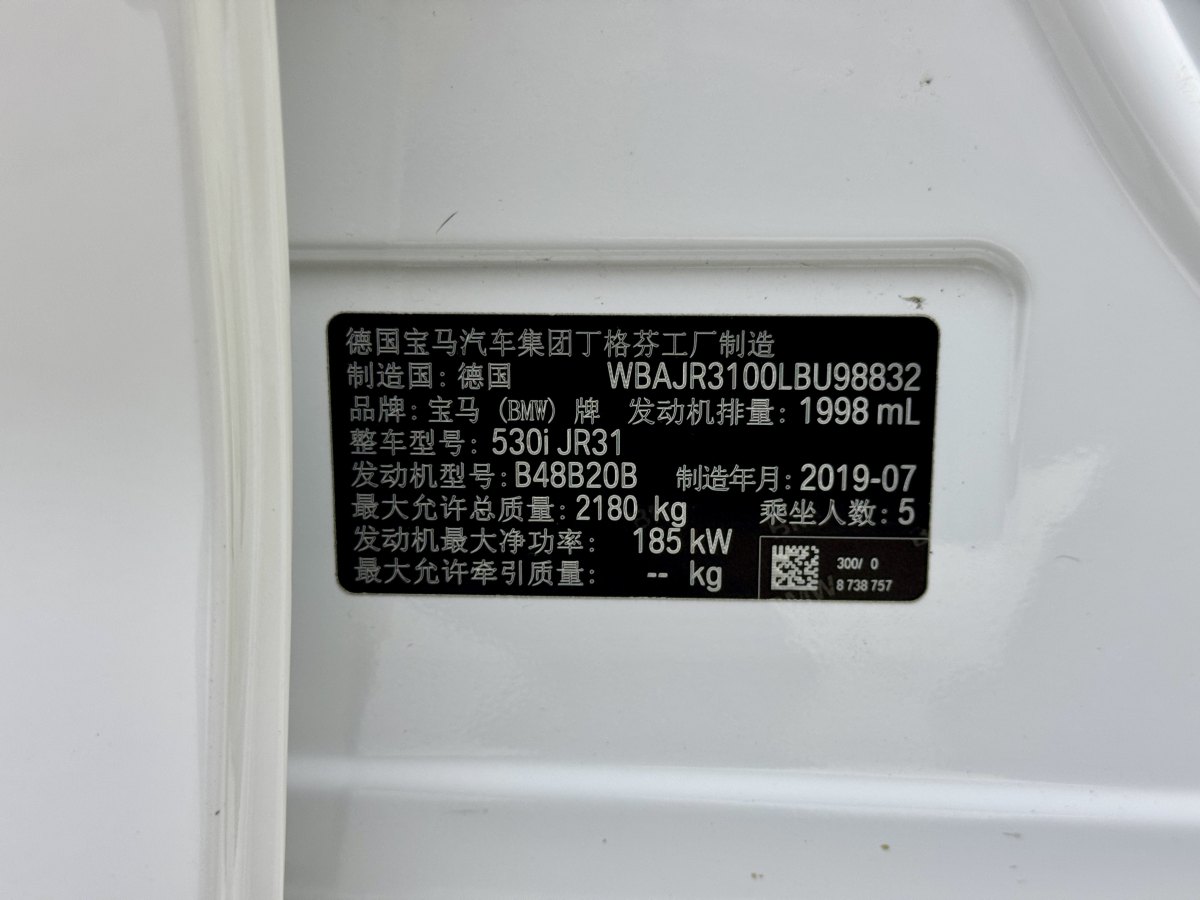 德国宝马汽车集团丁格芬工厂制造
制造国：德国 WBAJR3100LBU98832
品牌：宝马（BMW）牌 发动机排量：1998 mL
整车型号：530i JR31
发动机型号：B48B20B 制造年月：2019-07
最大允许总质量：2180 kg 乘坐人数：5
发动机最大净功率： 185 kW
最大允许牵引质量： -- kg
300/ 0
8 738 757